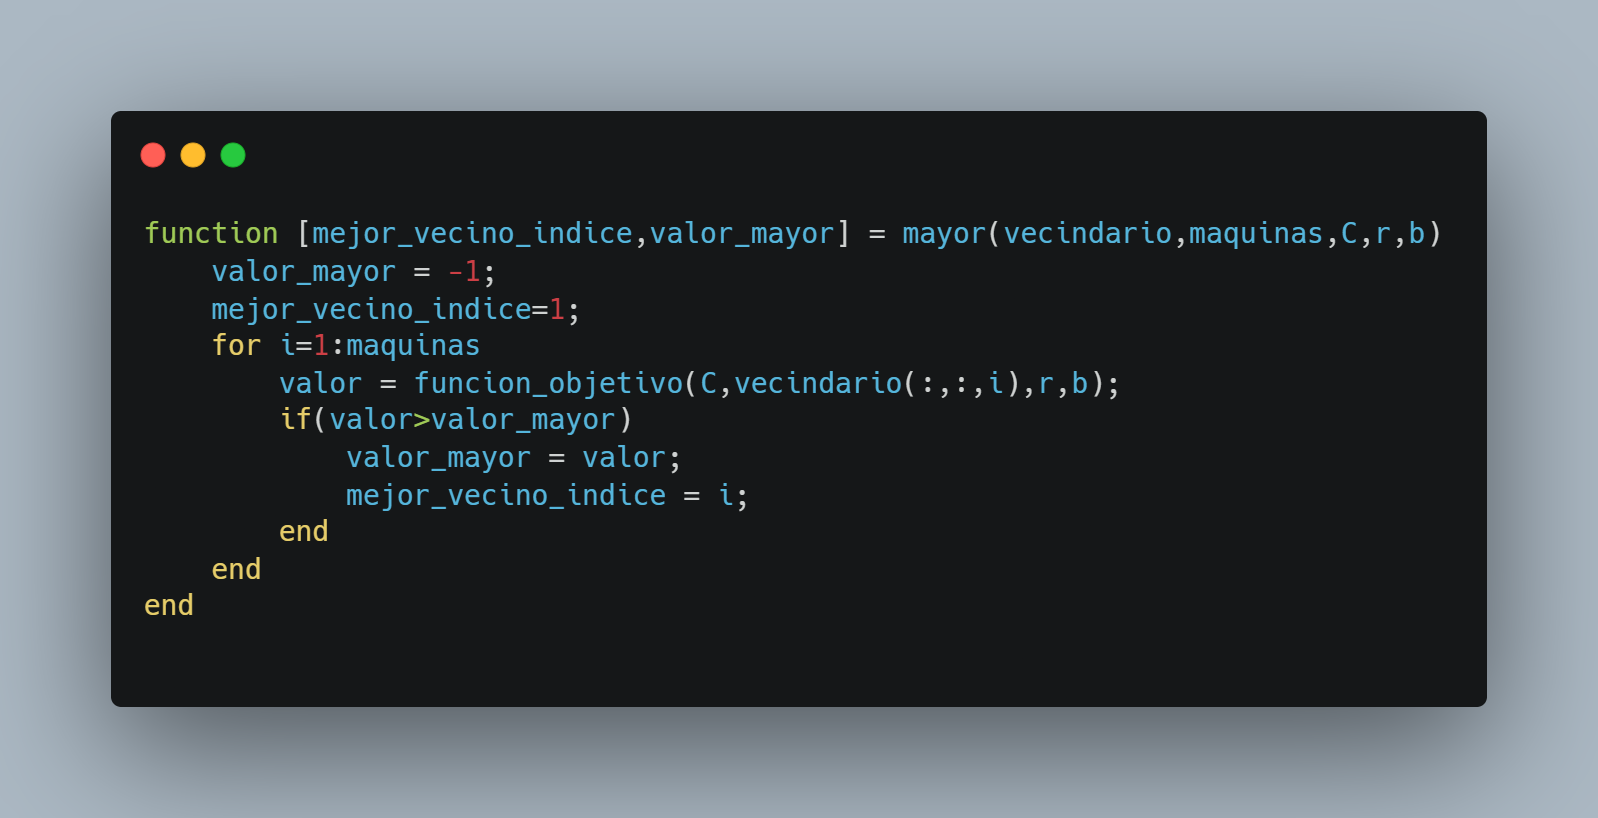 function [mejor_vecino_indice,valor_mayor] = mayor(vecindario,maquinas,C,r,b)
    valor_mayor = -1;
    mejor_vecino_indice=1;
    for i=1:maquinas
        valor = funcion_objetivo(C,vecindario(:,:,i),r,b);
        if(valor>valor_mayor)
            valor_mayor = valor;
            mejor_vecino_indice = i;
        end
    end
end